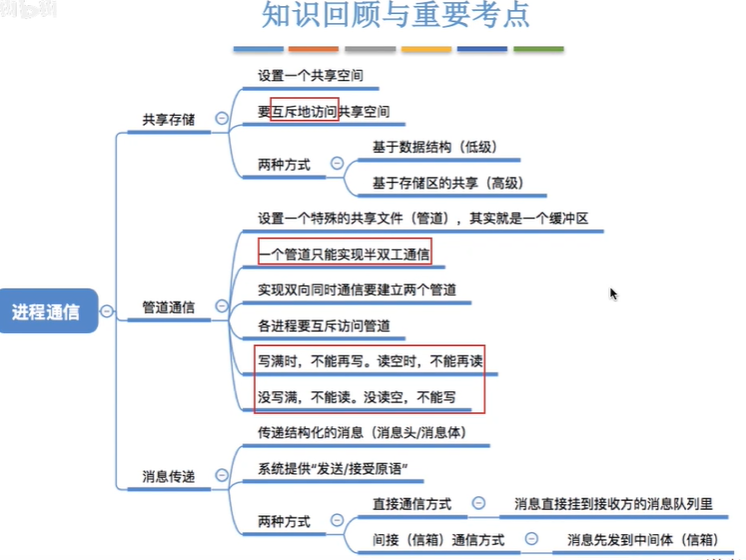 知识回顾与重要考点
设置一个共享空间
共享存储
要互斥地访问共享空间
两种方式
基于数据结构（低级）
基于存储区的共享（高级）
设置一个特殊的共享文件（管道），其实就是一个缓冲区
一个管道只能实现半双工通信
进程通信
管道通信
实现双向同时通信要建立两个管道
各进程要互斥访问管道
写满时，不能再写。读空时，不能再读
没写满，不能读。没读空，不能写
传递结构化的消息（消息头/消息体）
消息传递
系统提供“发送/接受原语”
两种方式
直接通信方式
消息直接挂到接收方的消息队列里
间接（信箱）通信方式
消息先发到中间体（信箱）